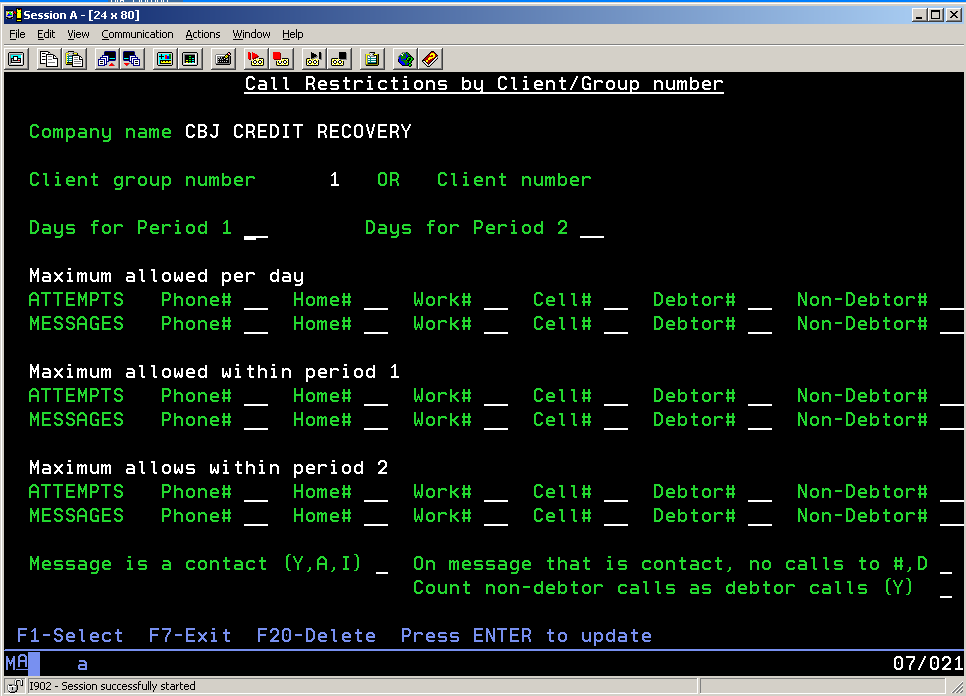 Session A - [24 x 80]
File Edit View Communication Actions Window Help
Call Restrictions by Client/Group number
Company name CBJ CREDIT RECOVERY
Client group number 1 OR Client number
Days for Period 1 __ Days for Period 2 __
Maximum allowed per day
ATTEMPTS Phone# __ Home# __ Work# __ Cell# __ Debtor# __ Non-Debtor# __
MESSAGES Phone# __ Home# __ Work# __ Cell# __ Debtor# __ Non-Debtor# __
Maximum allowed within period 1
ATTEMPTS Phone# __ Home# __ Work# __ Cell# __ Debtor# __ Non-Debtor# __
MESSAGES Phone# __ Home# __ Work# __ Cell# __ Debtor# __ Non-Debtor# __
Maximum allows within period 2
ATTEMPTS Phone# __ Home# __ Work# __ Cell# __ Debtor# __ Non-Debtor# __
MESSAGES Phone# __ Home# __ Work# __ Cell# __ Debtor# __ Non-Debtor# __
Message is a contact (Y,A,I) _ On message that is contact, no calls to #,D _
Count non-debtor calls as debtor calls (Y) _
F1-Select F7-Exit F20-Delete Press ENTER to update
MA a 07/021
I902 - Session successfully started